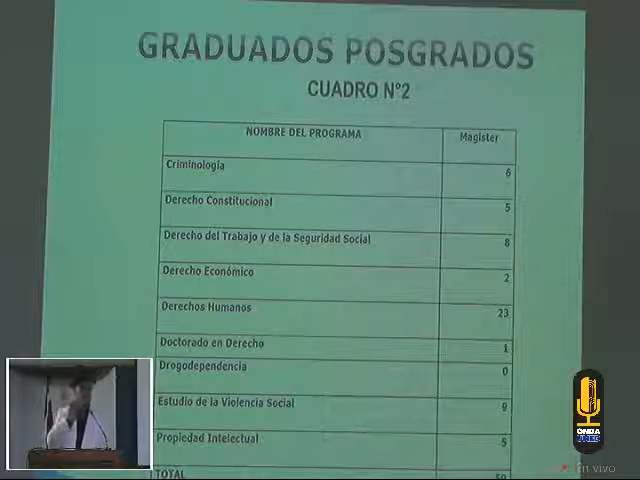 GRADUADOS POSGRADOS
CUADRO N°2
NOMBRE DEL PROGRAMA Magister
Criminología 6
Derecho Constitucional 5
Derecho del Trabajo y de la Seguridad Social 8
Derecho Económico 2
Derechos Humanos 23
Doctorado en Derecho 1
Drogodependencia 0
Estudio de la Violencia Social 9
Propiedad Intelectual 5
TOTAL
ONDA
UNED
En vivo